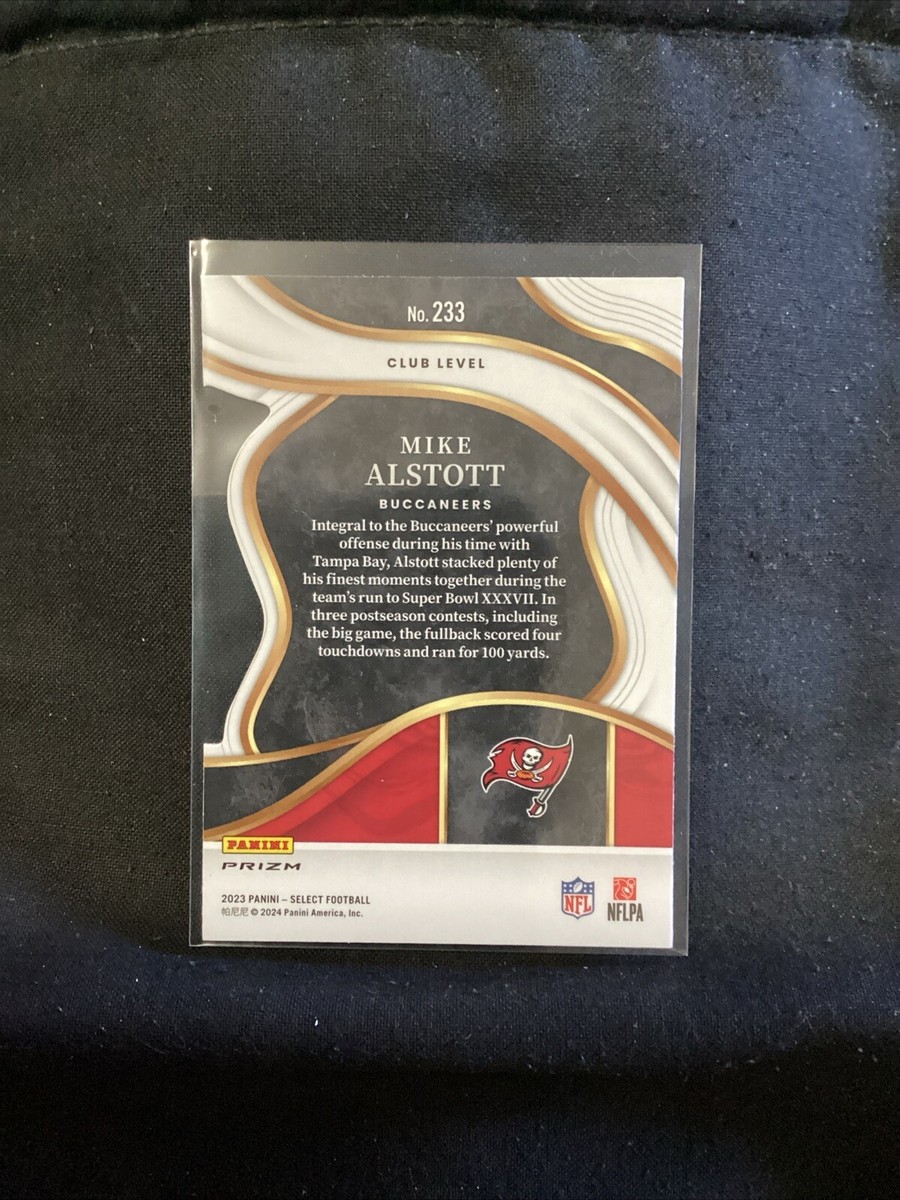 No. 233
CLUB LEVEL
MIKE
ALSTOTT
BUCCANEERS
Integral to the Buccaneers' powerful
offense during his time with
Tampa Bay, Alstott stacked plenty of
his finest moments together during the
team's run to Super Bowl XXXVII. In
three postseason contests, including
the big game, the fullback scored four
touchdowns and ran for 100 yards.
PANINI
PRIZM
2023 PANINI – SELECT FOOTBALL
帕尼尼 © 2024 Panini America, Inc.
NFL
NFLPA